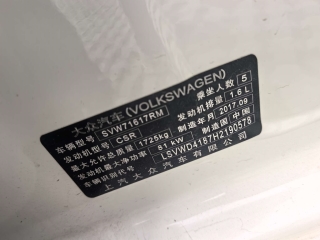 大众汽车(VOLKSWAGEN)
车辆型号 SVW71617RM 乘坐人数 5
发动机型号 CSR 发动机排量 1.6 L
最大允许总质量 1725kg 制造年月 2017.09
发动机最大净功率 81 kW 制造国 中国
车辆识别代号 LSVWD4187H2190578
上汽大众汽车有限公司